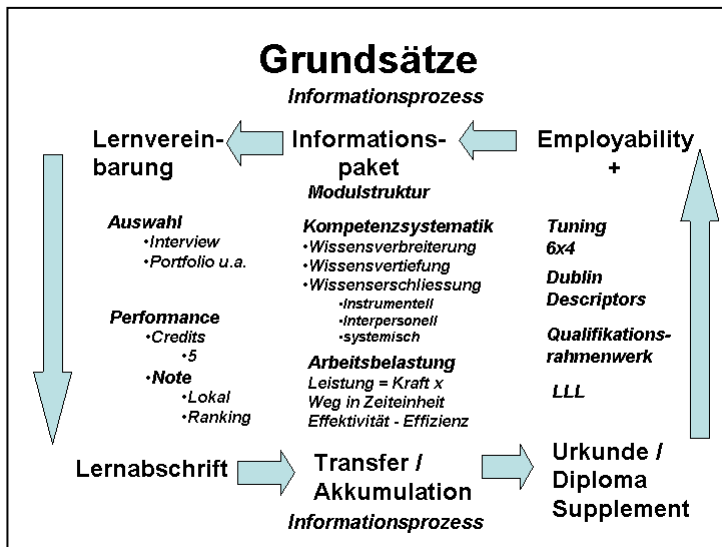 Grundsätze
Informationsprozess
Lernverein-
barung
Informations-
paket
Modulstruktur
Employability
+
Auswahl
•Interview
•Portfolio u.a.
Performance
•Credits
•5
•Note
•Lokal
•Ranking
Kompetenzsystematik
•Wissensverbreiterung
•Wissensvertiefung
•Wissenserschliessung
•Instrumentell
•Interpersonell
•systemisch
Arbeitsbelastung
Leistung = Kraft x
Weg in Zeiteinheit
Effektivität - Effizienz
Tuning
6x4
Dublin
Descriptors
Qualifikations-
rahmenwerk
LLL
Lernabschrift
Transfer /
Akkumulation
Informationsprozess
Urkunde /
Diploma
Supplement